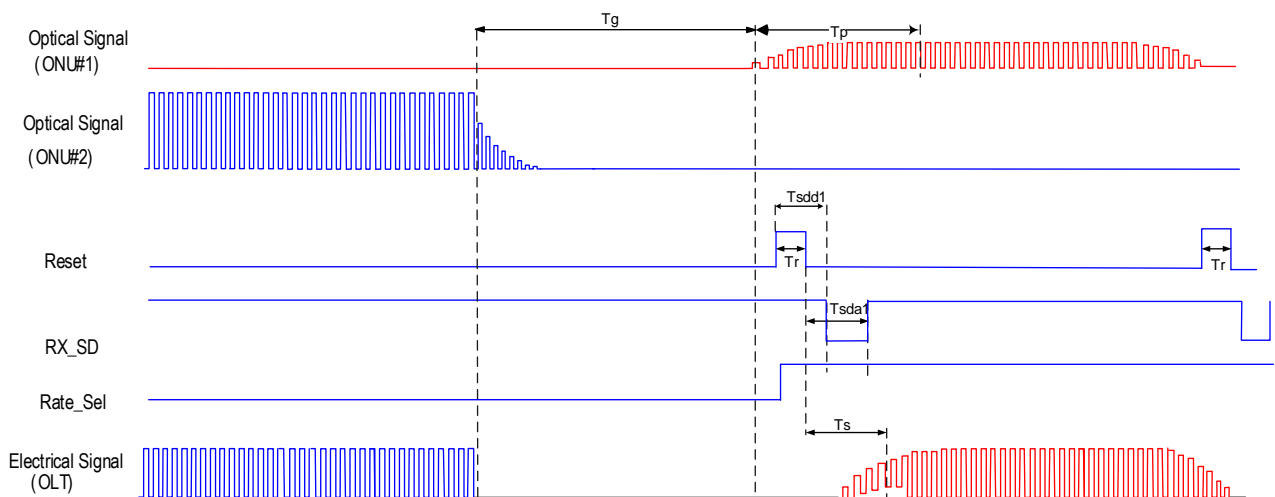 Tg
Tp
Optical Signal
(ONU#1)
Optical Signal
(ONU#2)
Tsdd1
Reset
Tr
Tr
Tsda1
RX_SD
Rate_Sel
Ts
Electrical Signal
(OLT)